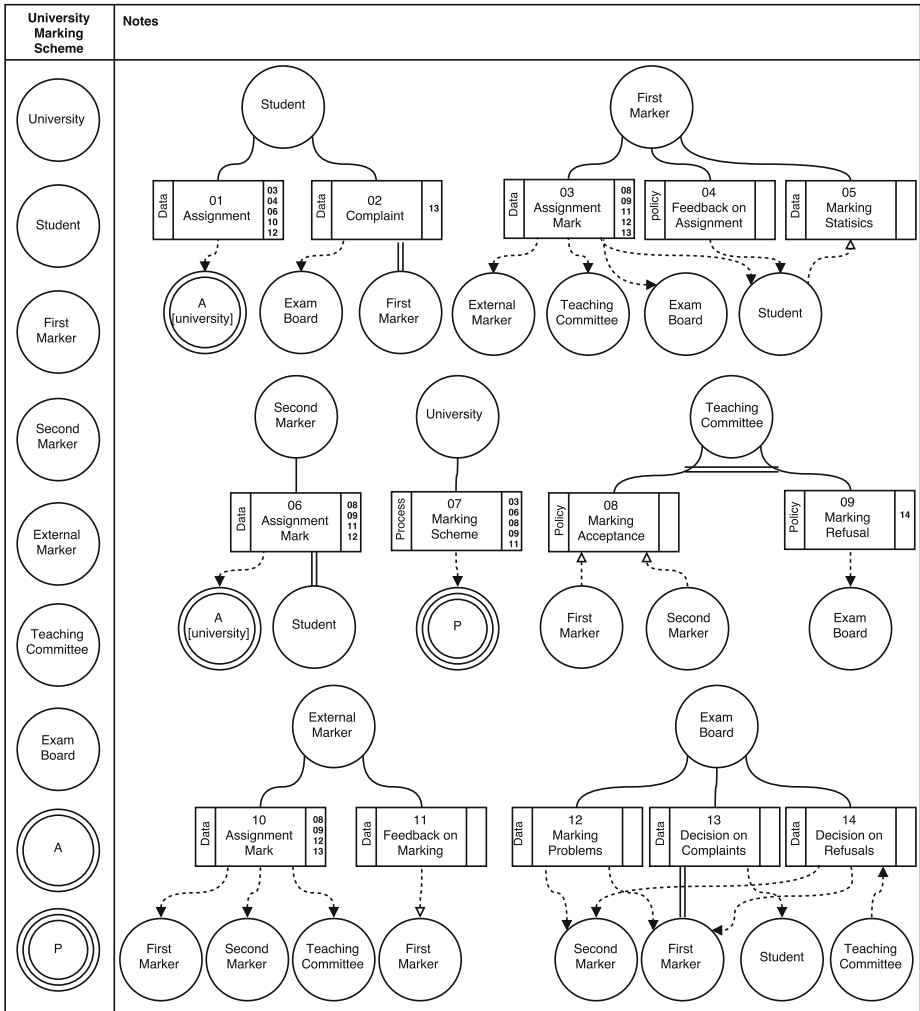 University
Marking
Scheme
Notes
University
Student
First
Marker
Second
Marker
External
Marker
Teaching
Committee
Exam
Board
A
P
Student
Data
01
Assignment
03
04
06
10
12
Data
02
Complaint
13
A
[university]
Exam
Board
First
Marker
First
Marker
Data
03
Assignment
Mark
08
09
11
12
13
policy
04
Feedback on
Assignment
Data
05
Marking
Statisics
External
Marker
Teaching
Committee
Exam
Board
Student
Second
Marker
Data
06
Assignment
Mark
08
09
11
12
A
[university]
Student
University
Process
07
Marking
Scheme
03
06
08
09
11
P
Teaching
Committee
Policy
08
Marking
Acceptance
Policy
09
Marking
Refusal
14
First
Marker
Second
Marker
Exam
Board
External
Marker
Data
10
Assignment
Mark
08
09
12
13
Data
11
Feedback on
Marking
First
Marker
Second
Marker
Teaching
Committee
First
Marker
Exam
Board
Data
12
Marking
Problems
Data
13
Decision on
Complaints
Data
14
Decision on
Refusals
Second
Marker
First
Marker
Student
Teaching
Committee